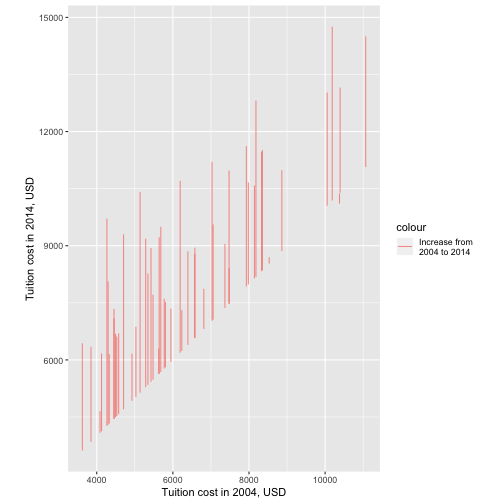 15000
12000
9000
6000
Tuition cost in 2014, USD
4000
6000
8000
10000
Tuition cost in 2004, USD
colour
Increase from
2004 to 2014